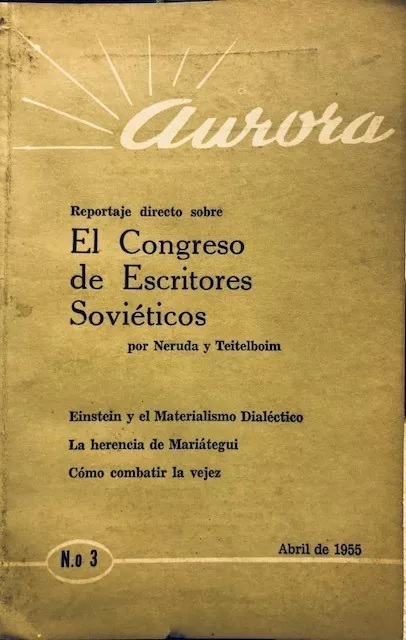 Aurora
Reportaje directo sobre
El Congreso
de Escritores
Soviéticos
por Neruda y Teitelboim
Einstein y el Materialismo Dialéctico
La herencia de Mariátegui
Cómo combatir la vejez
N.o 3
Abril de 1955